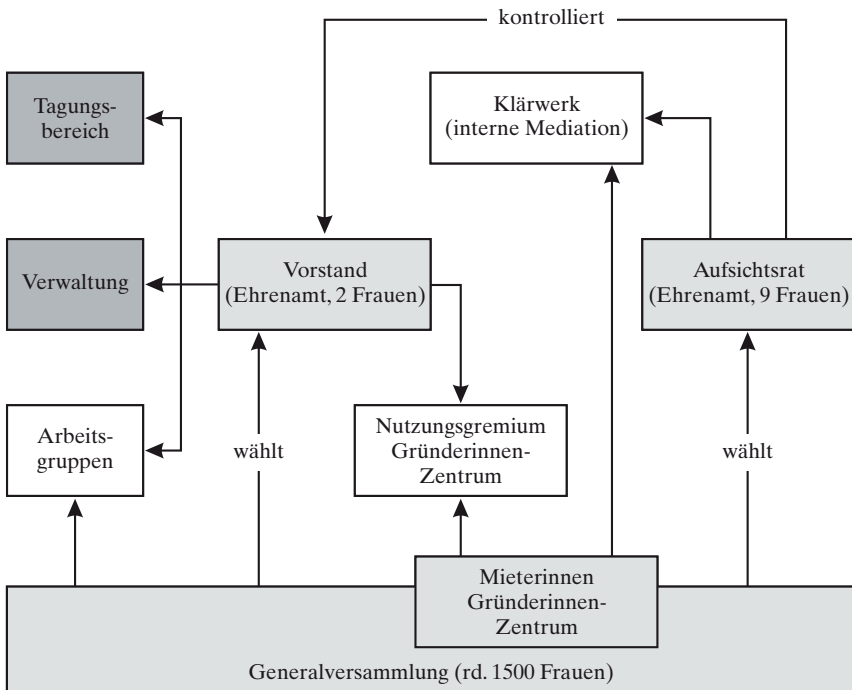 kontrolliert
Tagungs-
bereich
Klärwerk
(interne Mediation)
Verwaltung
Vorstand
(Ehrenamt, 2 Frauen)
Aufsichtsrat
(Ehrenamt, 9 Frauen)
Arbeits-
gruppen
wählt
Nutzungsgremium
Gründerinnen-
Zentrum
wählt
Mieterinnen
Gründerinnen-
Zentrum
Generalversammlung (rd. 1500 Frauen)